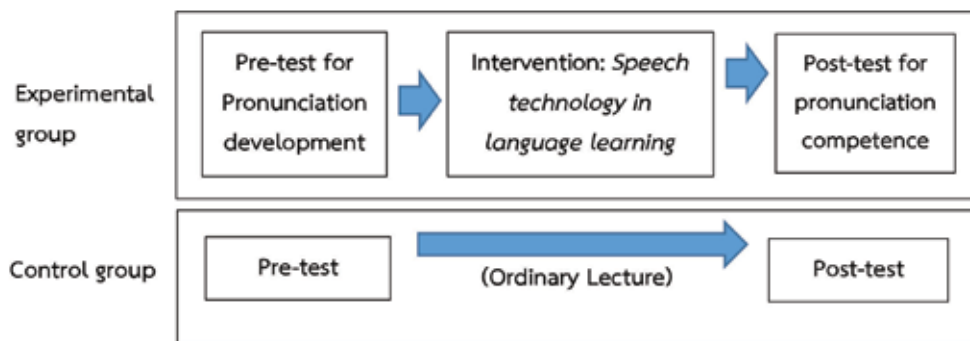 Experimental
group
Pre-test for
Pronunciation
development
Intervention: Speech
technology in
language learning
Post-test for
pronunciation
competence
Control group
Pre-test
(Ordinary Lecture)
Post-test